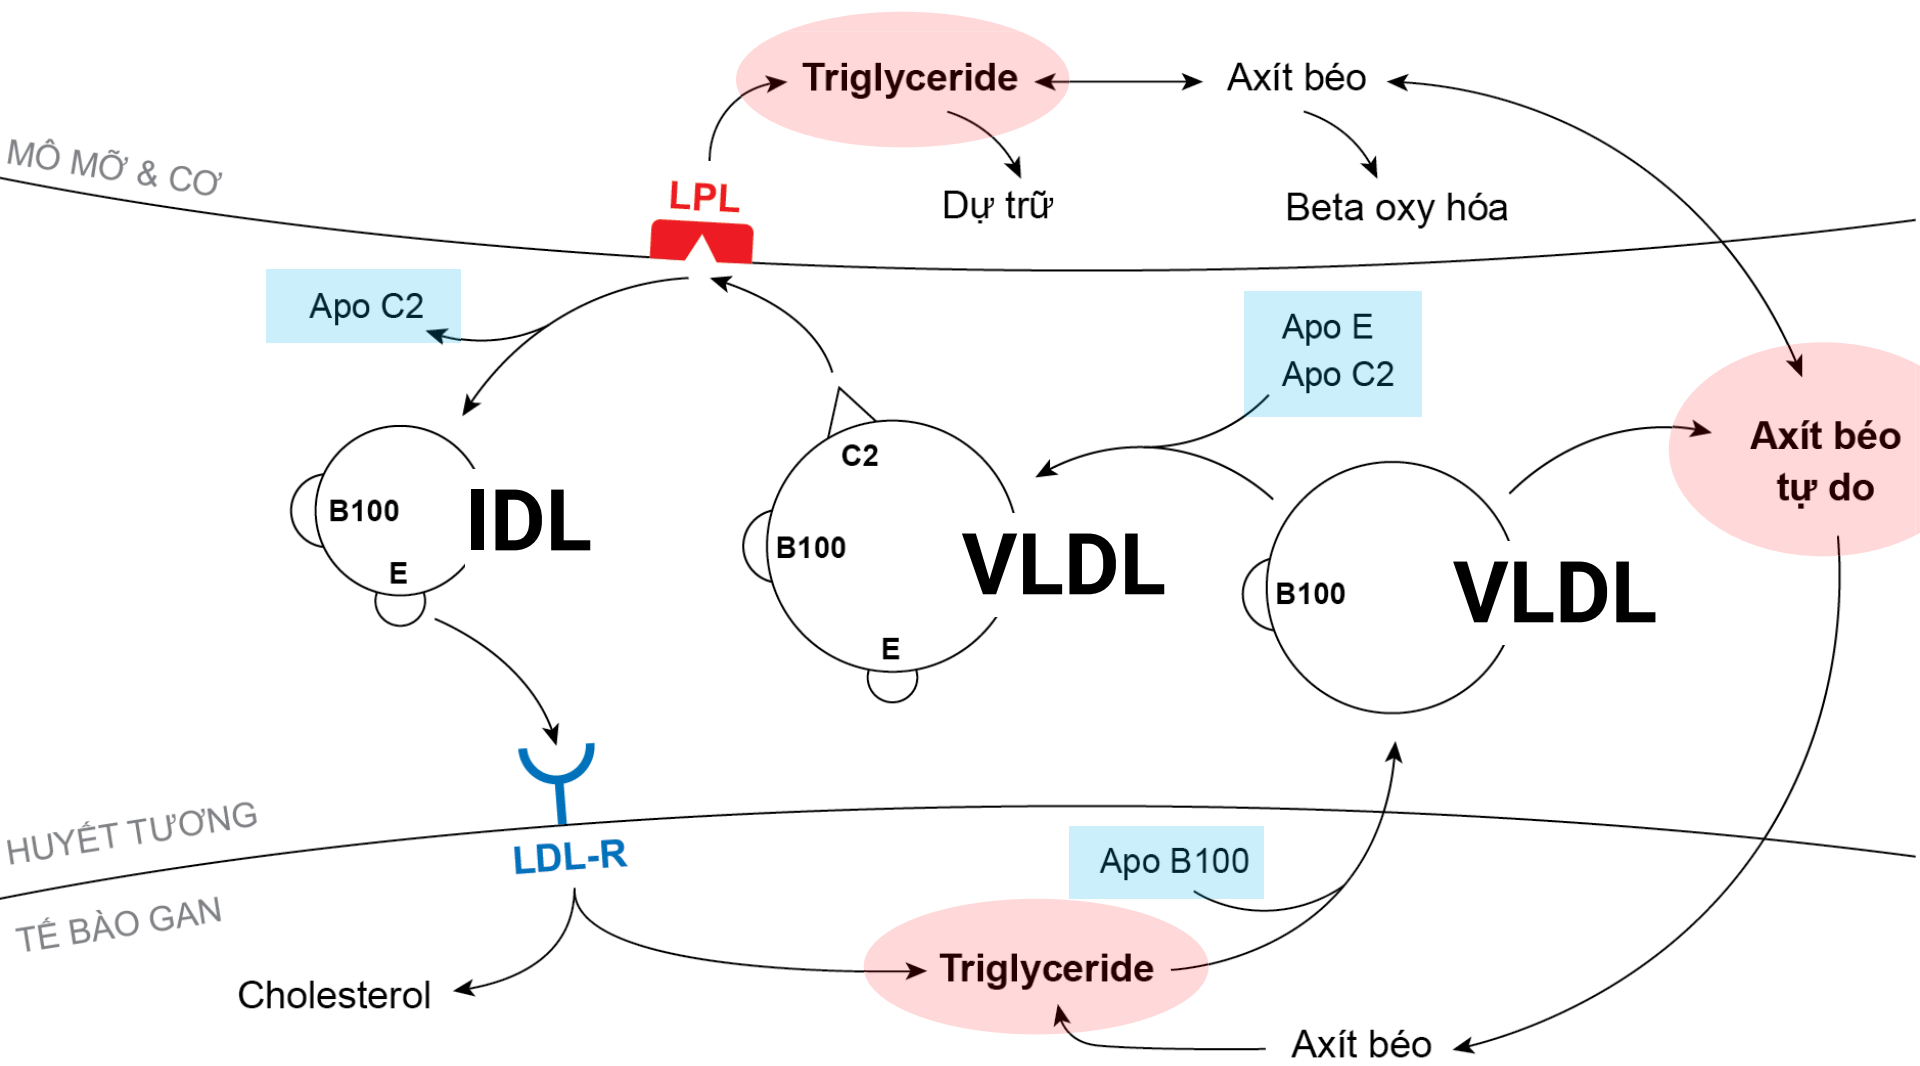 Triglyceride
Axít béo
MÔ MỠ & CƠ
LPL
Dự trữ
Beta oxy hóa
Apo C2
Apo E
Apo C2
Axít béo
tự do
C2
B100
IDL
E
B100
VLDL
E
B100
VLDL
HUYẾT TƯƠNG
LDL-R
Apo B100
TẾ BÀO GAN
Cholesterol
Triglyceride
Axít béo